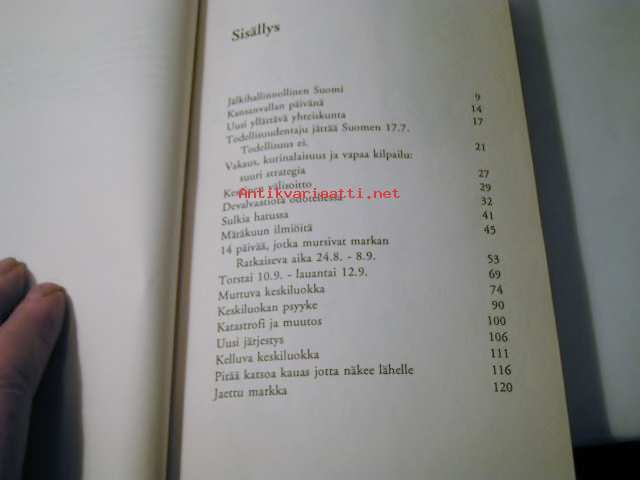 Sisällys
Jälkihallinnollinen Suomi 9
Kansanvallan päivänä 14
Uusi yllättävä yhteiskunta 17
Todellisuudentaju jättää Suomen 17.7.
Todellisuus ei. 21
Vakaus, kurinalaisuus ja vapaa kilpailu:
suuri strategia 27
välisoitto 29
Antikvariaatti.net
Devalvaatiota odotellessa 32
Sulkia hatussa 41
Märäkuun ilmiöitä 45
14 päivää, jotka mursivat markan
Ratkaiseva aika 24.8. - 8.9. 53
Torstai 10.9. - lauantai 12.9. 69
Murtuva keskiluokka 74
Keskiluokan psyyke 90
Katastrofi ja muutos 100
Uusi järjestys 106
Kelluva keskiluokka 111
Pitää katsoa kauas jotta näkee lähelle 116
Jaettu markka 120